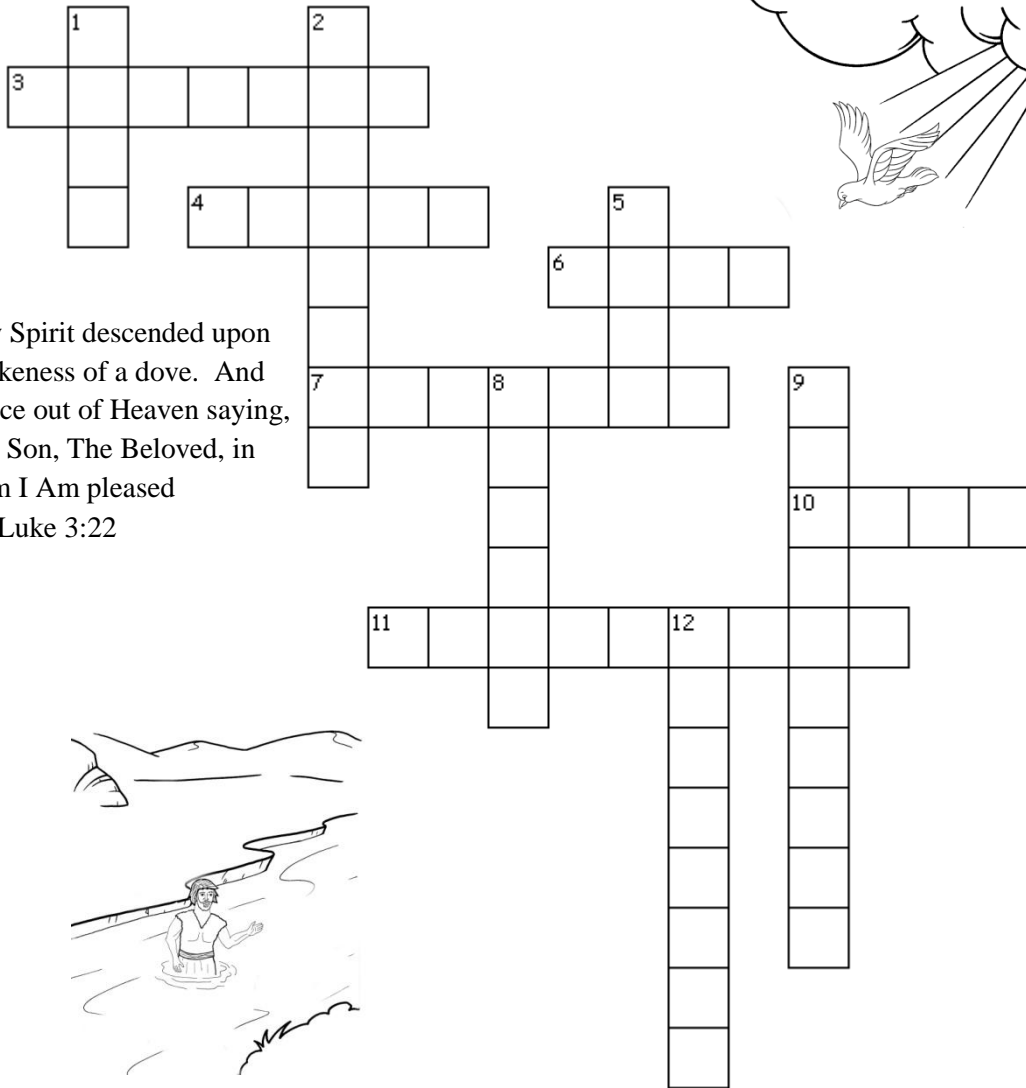 1 2
3
4 5
6
Spirit descended upon
keness of a dove. And
ce out of Heaven saying,
Son, The Beloved, in
I Am pleased
Luke 3:22
7 8 9
10
11 12